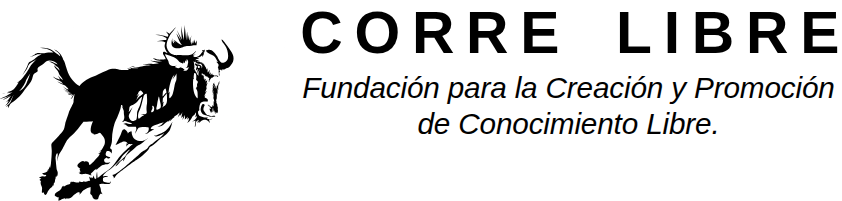 CORRE LIBRE
Fundación para la Creación y Promoción
de Conocimiento Libre.